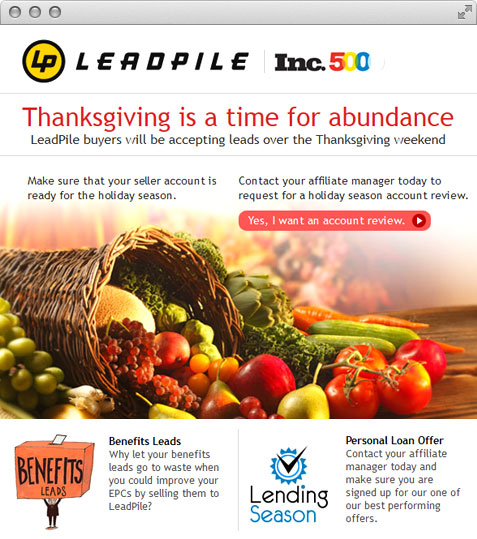 LP LEADPILE Inc.500
Thanksgiving is a time for abundance
LeadPile buyers will be accepting leads over the Thanksgiving weekend
Make sure that your seller account is
ready for the holiday season.
Contact your affiliate manager today to
request for a holiday season account review.
Yes, I want an account review.
BENEFITS
LEADS
Benefits Leads
Why let your benefits
leads go to waste when
you could improve your
EPCs by selling them to
LeadPile?
Lending
Season
Personal Loan Offer
Contact your affiliate
manager today and
make sure you are
signed up for our one of
our best performing
offers.